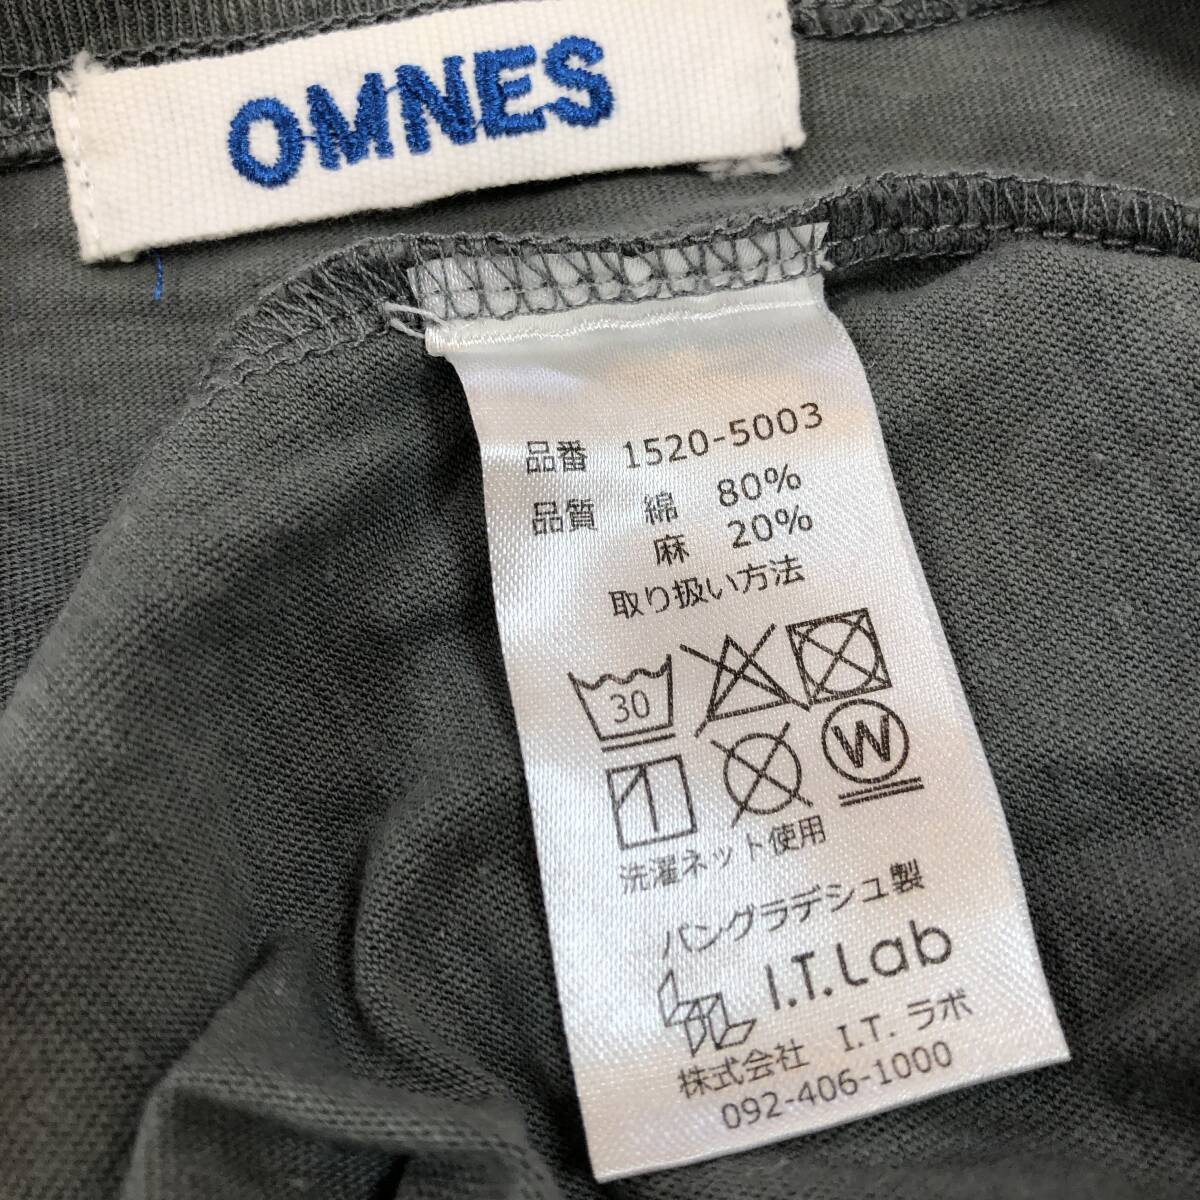 OMNES
品番 1520-5003
品質 綿 80%
麻 20%
取り扱い方法
30
W
洗濯ネット使用
バングラデシュ製
I.T.Lab
株式会社 I.T. ラボ
092-406-1000